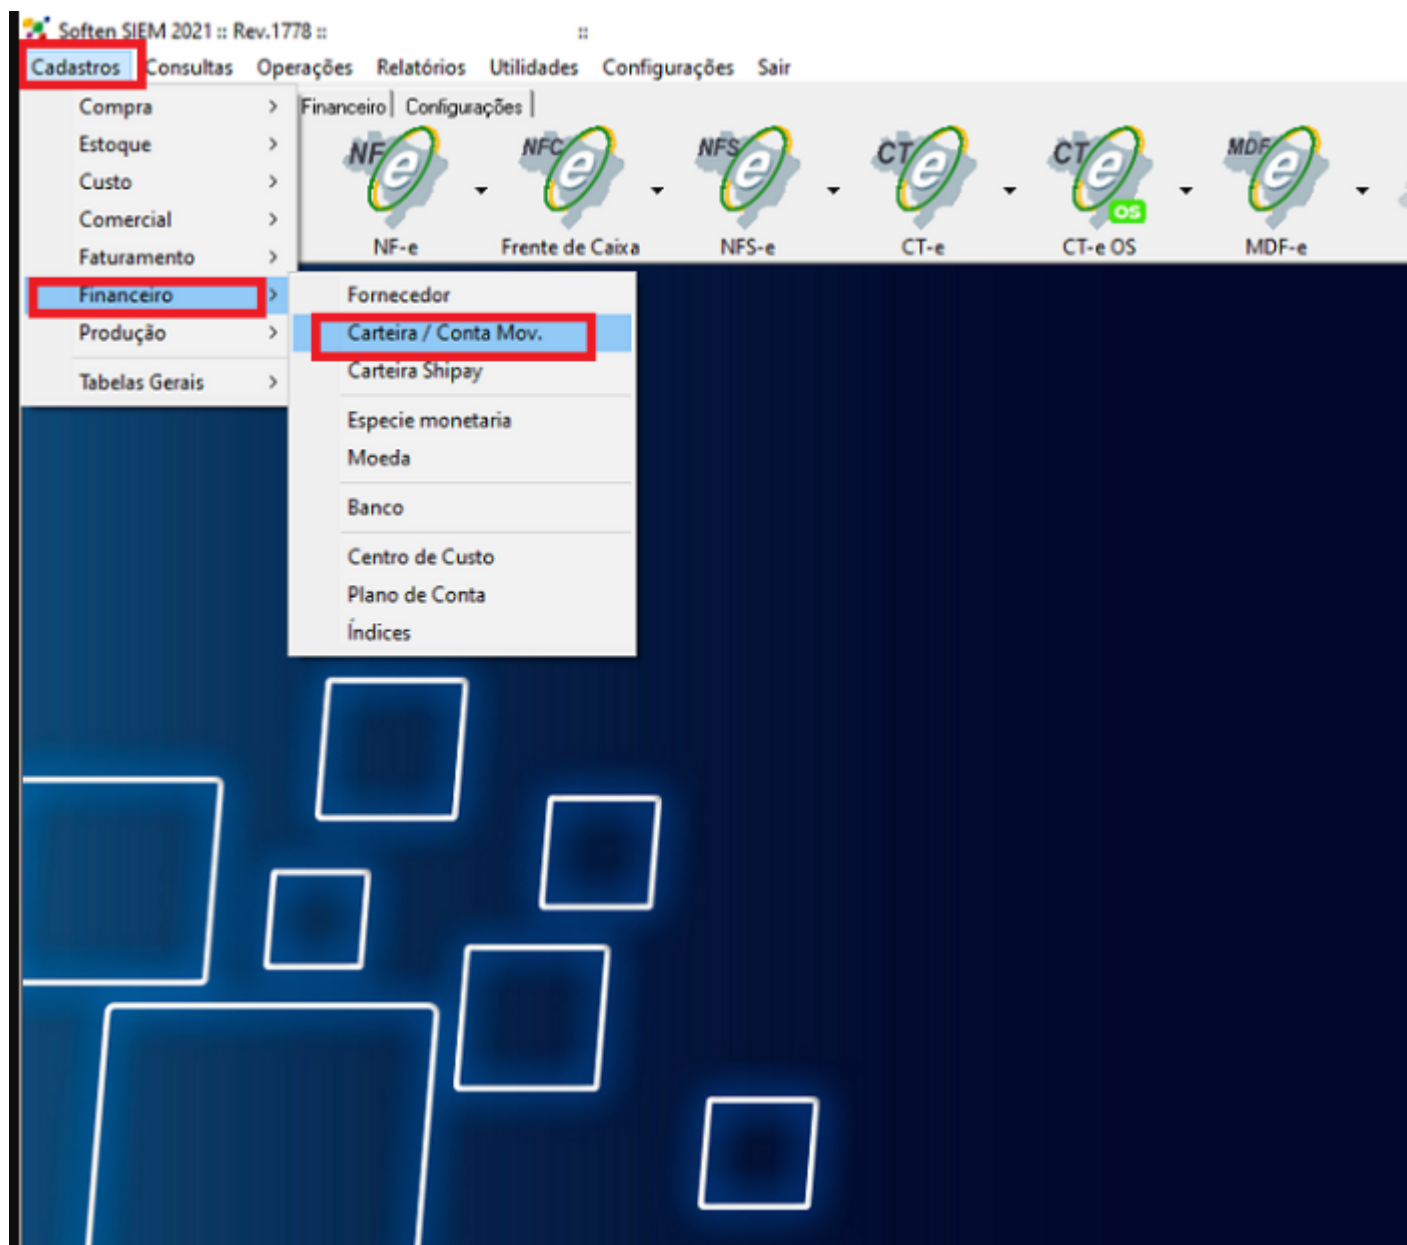 Soften SIEM 2021 :: Rev.1778 :: ::
Cadastros Consultas Operações Relatórios Utilidades Configurações Sair
Compra >
Estoque >
Custo >
Comercial >
Faturamento >
Financeiro >
Produção >
Tabelas Gerais >
Financeiro Configurações
NF e
NFC e
NFS e
CT e
CT e OS
MDF e
NF-e
Frente de Caixa
NFS-e
CT-e
CT-e OS
MDF-e
Fornecedor
Carteira / Conta Mov.
Carteira Shipay
Especie monetaria
Moeda
Banco
Centro de Custo
Plano de Conta
Índices